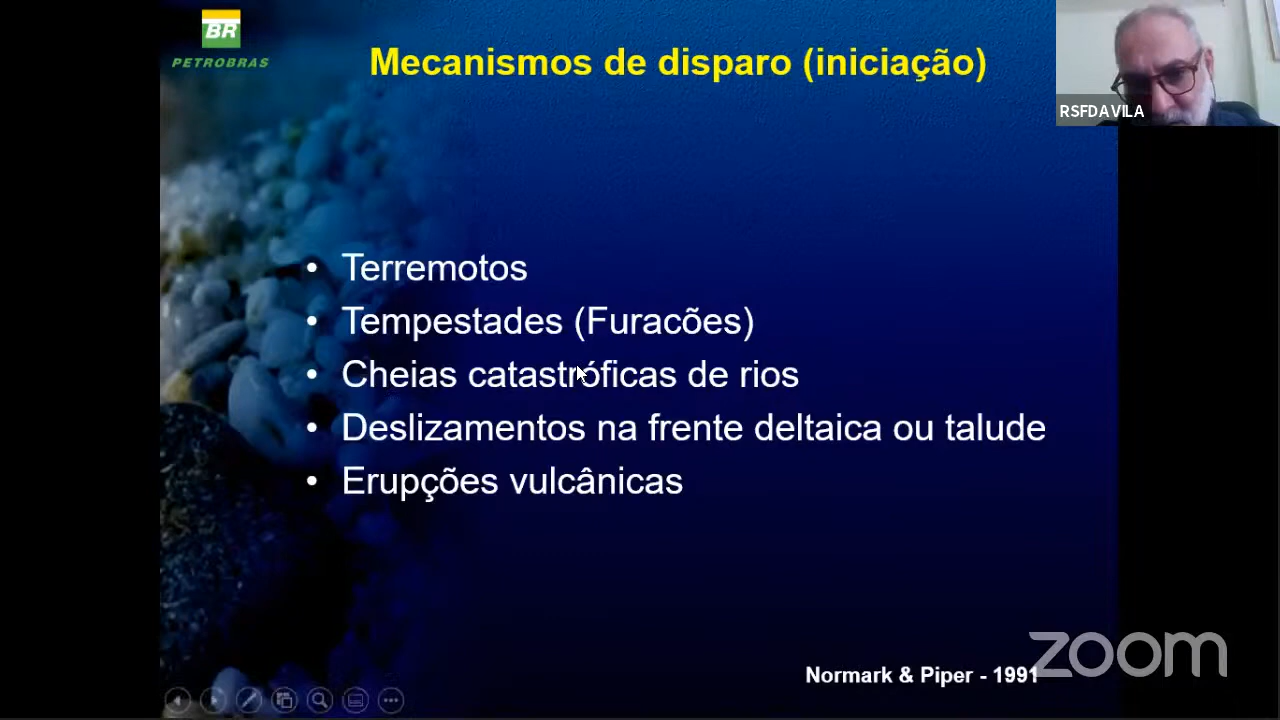 BR
PETROBRAS
Mecanismos de disparo (iniciação)
RSFDAVILA
• Terremotos
• Tempestades (Furacões)
• Cheias catastróficas de rios
• Deslizamentos na frente deltaica ou talude
• Erupções vulcânicas
Normark & Piper - 1991
zoom